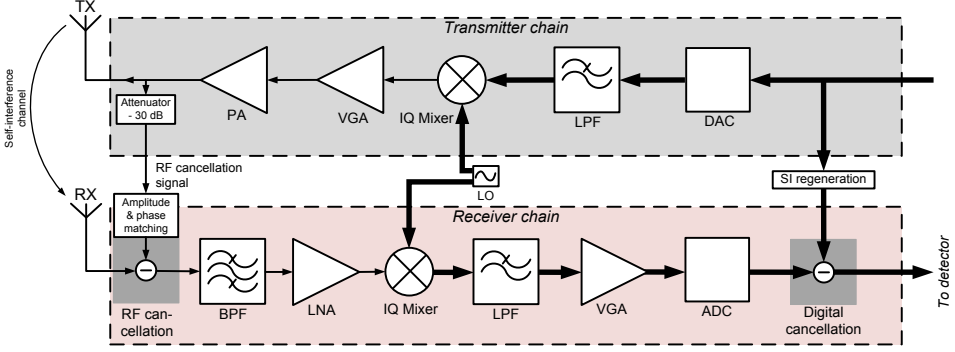 TX
Transmitter chain
Self-interference
channel
Attenuator
- 30 dB
PA
VGA
IQ Mixer
LPF
DAC
RF cancellation
signal
LO
SI regeneration
RX
Amplitude
& phase
matching
Receiver chain
RF can-
cellation
BPF
LNA
IQ Mixer
LPF
VGA
ADC
Digital
cancellation
To detector